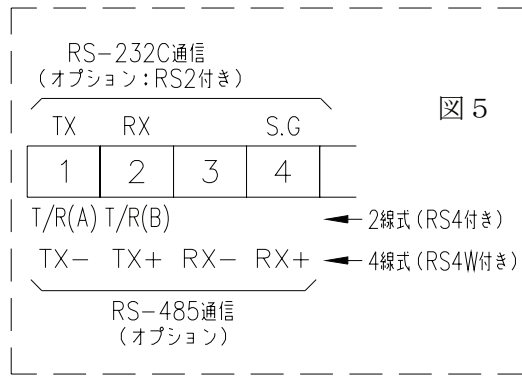 RS-232C通信
(オプション:RS2付き)
図5
TX RX S.G
1 2 3 4
T/R(A) T/R(B) 2線式(RS4付き)
TX- TX+ RX- RX+ 4線式(RS4W付き)
RS-485通信
(オプション)